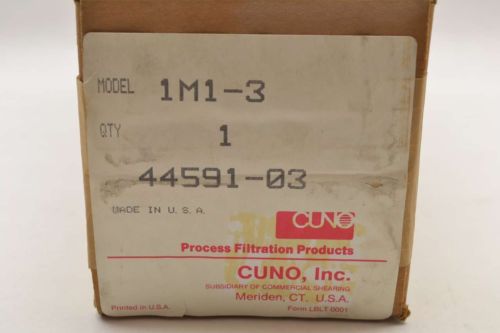 MODEL 1M1-3
QTY 1
44591-03
MADE IN U.S.A.
CUNO
Process Filtration Products
CUNO, Inc.
SUBSIDIARY OF COMMERCIAL SHEARING
Meriden, CT. U.S.A.
Printed in U.S.A. Form LBLT 0001